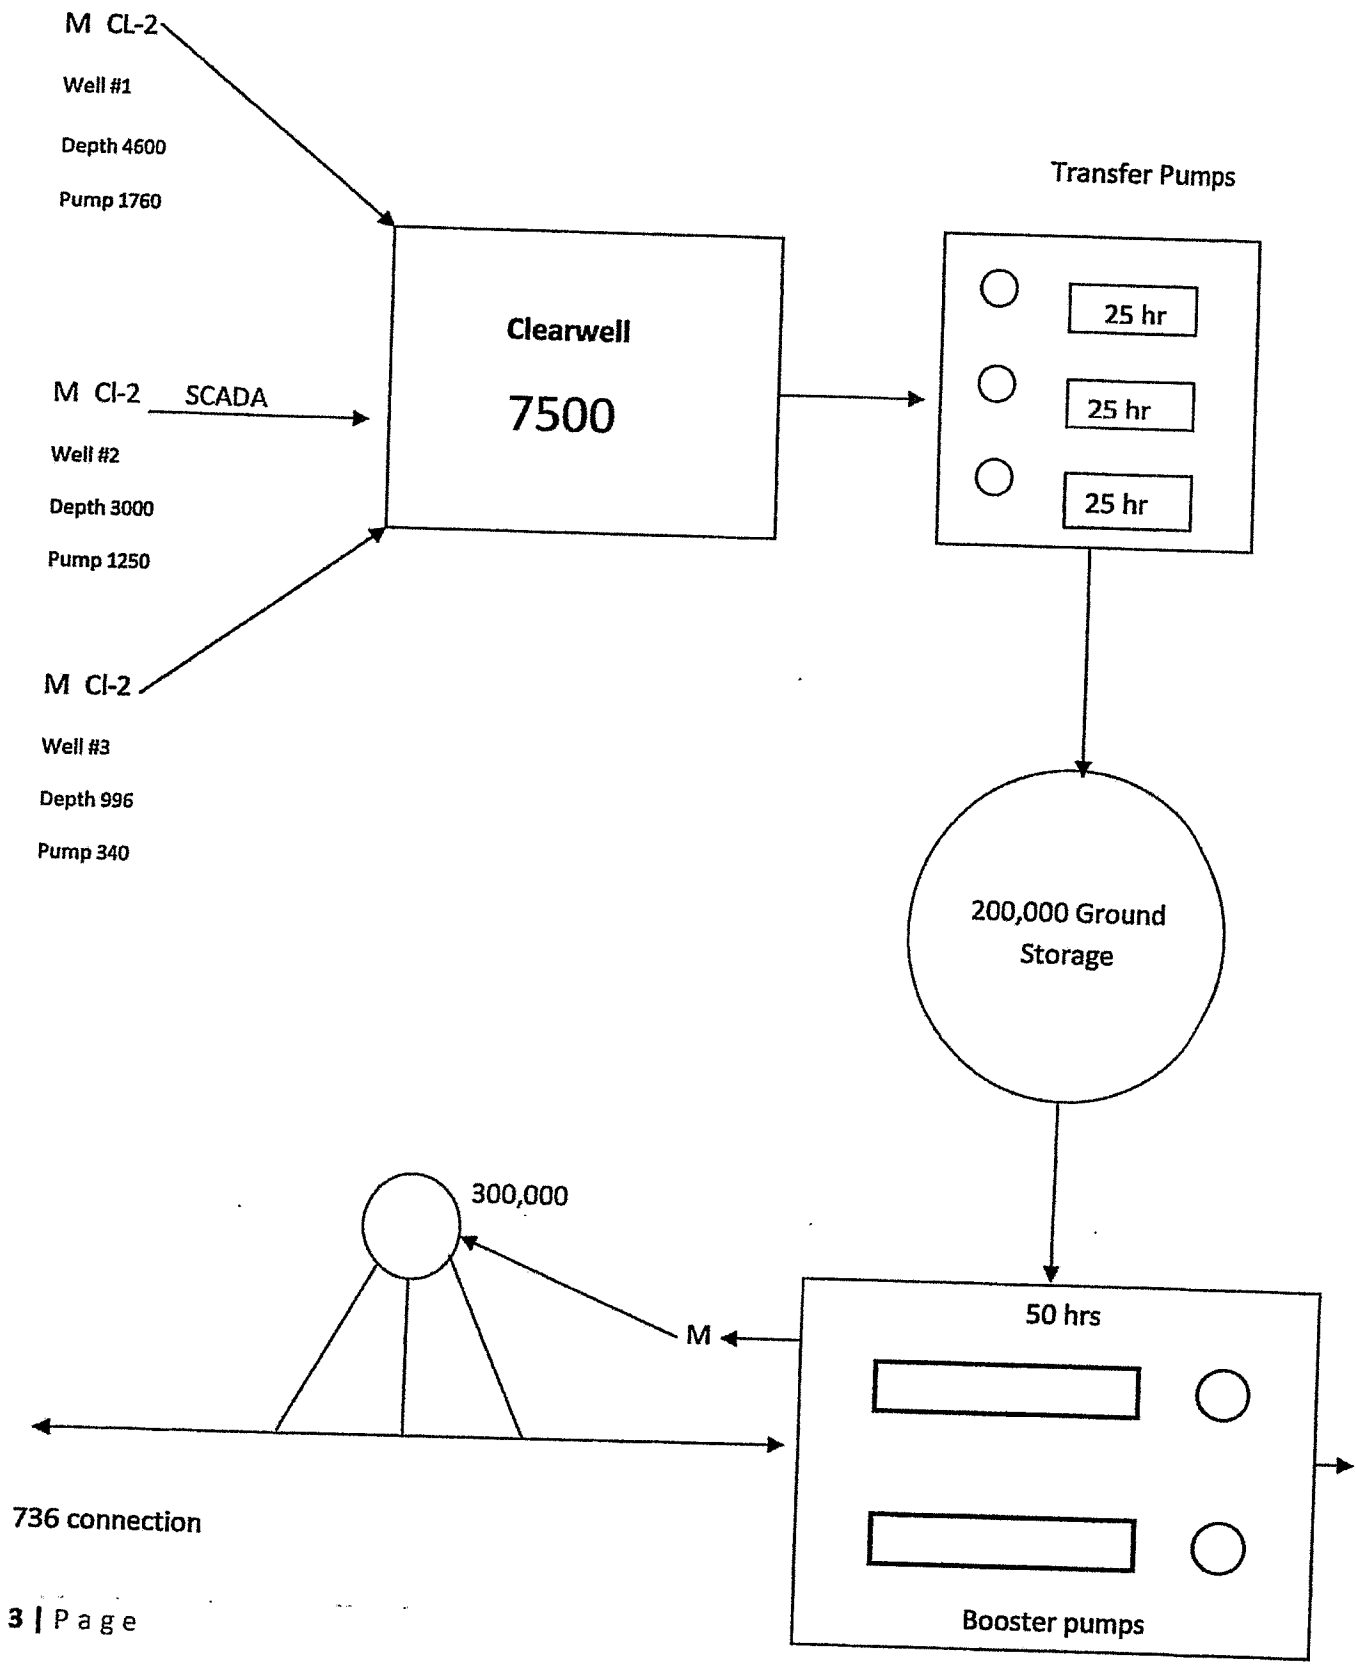 M CL-2
Well #1
Depth 4600
Pump 1760
Transfer Pumps
Clearwell
7500
25 hr
25 hr
25 hr
M Cl-2 SCADA
Well #2
Depth 3000
Pump 1250
M Cl-2
Well #3
Depth 996
Pump 340
200,000 Ground
Storage
300,000
M
50 hrs
Booster pumps
736 connection
3 | Page